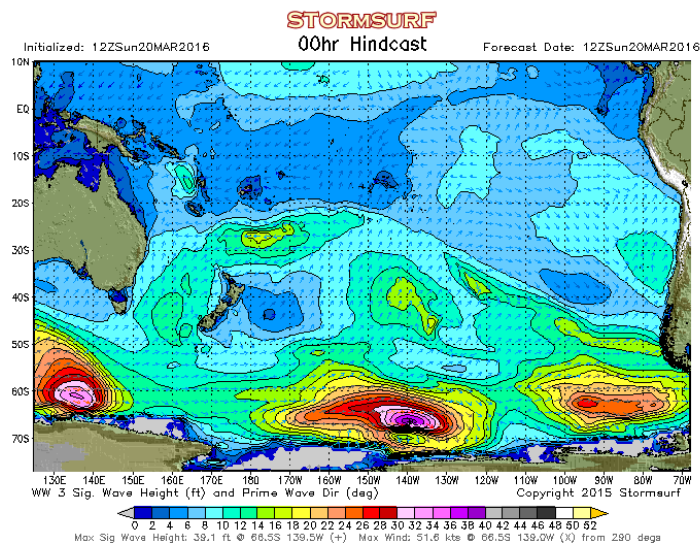 STORMSURF
Initialized: 12ZSun20MAR2016 00hr Hindcast Forecast Date: 12ZSun20MAR2016
10N
EQ
10S
20S
30S
40S
50S
60S
70S
130E 140E 150E 160E 170E 180 170W 160W 150W 140W 130W 120W 110W 100W 90W 80W 70W
WW 3 Sig. Wave Height (ft) and Prime Wave Dir (deg) Copyright 2015 Stormsurf
0 2 4 6 8 10 12 14 16 18 20 22 24 26 28 30 32 34 36 38 40 42 44 46 48 50 52
Max Sig Wave Height: 39.1 ft @ 66.5S 139.5W (+) Max Wind: 51.6 kts @ 66.5S 139.0W (X) from 290 degs